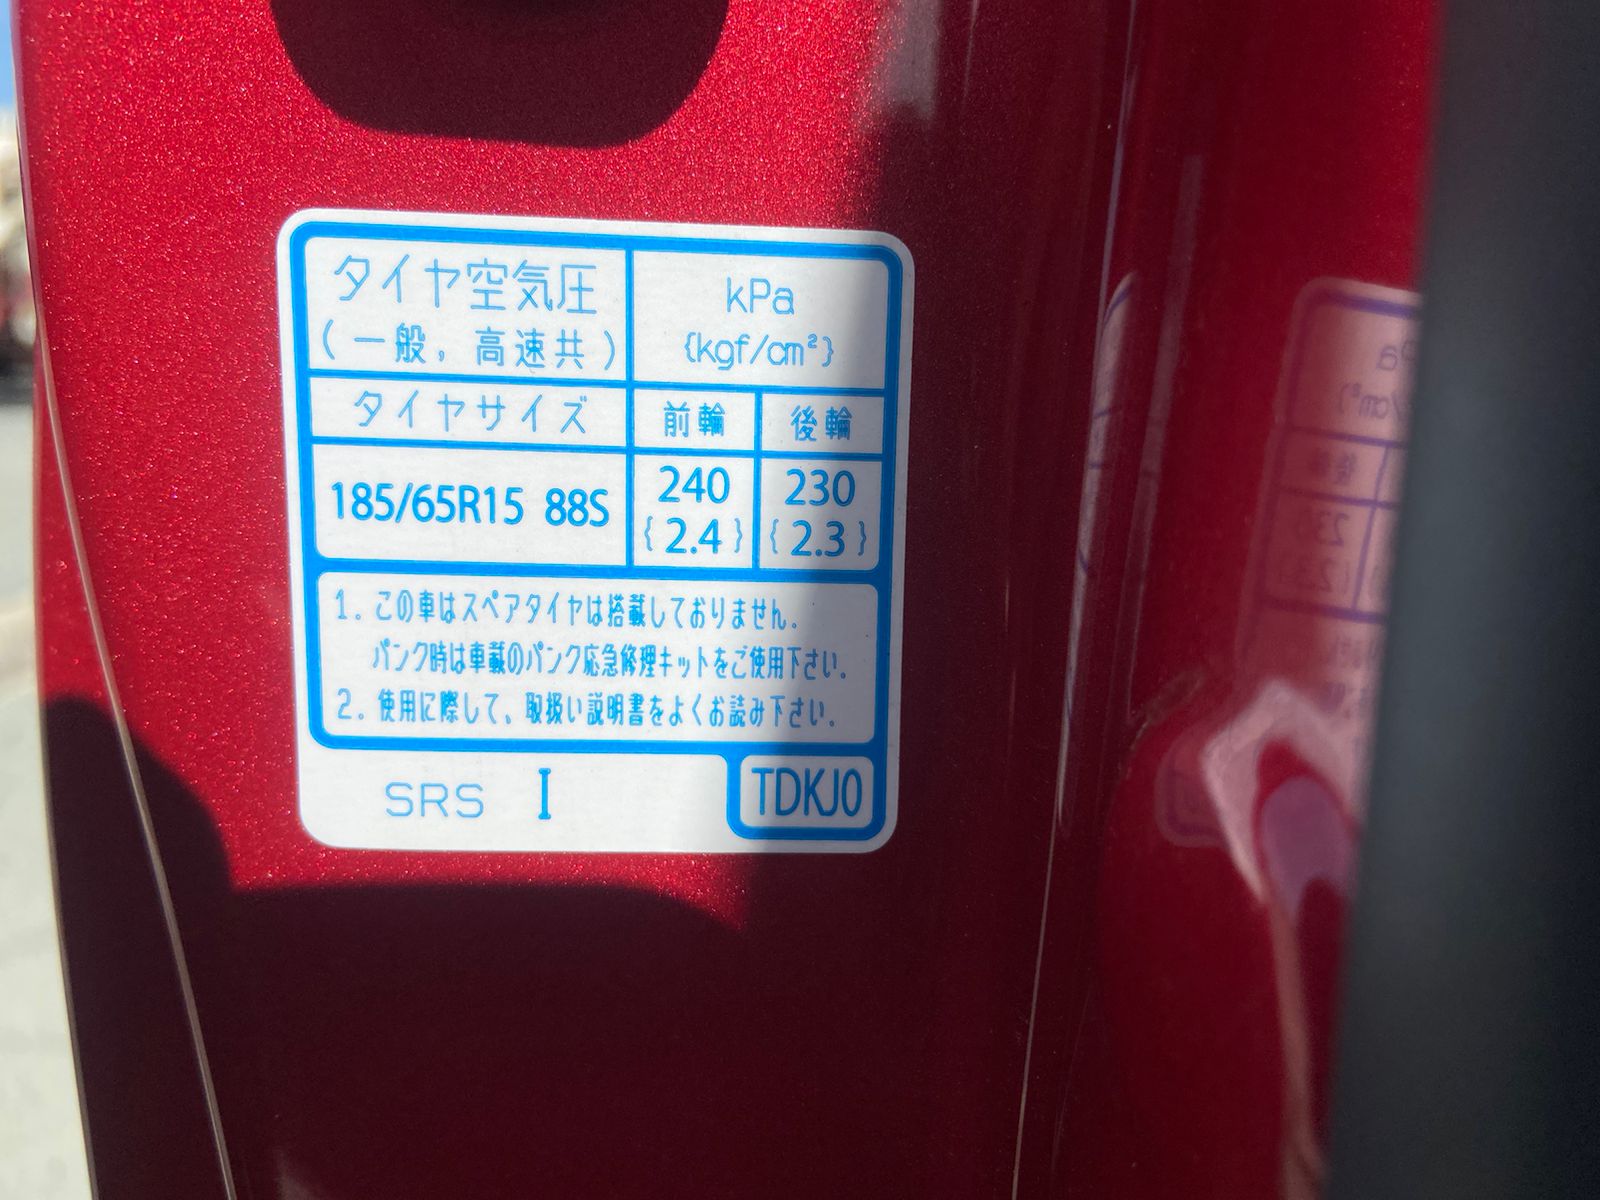 タイヤ空気圧
(一般，高速共)
kPa
{kgf/cm²}
タイヤサイズ 前輪 後輪
185/65R15 88S 240 230
{2.4} {2.3}
1. この車はスペアタイヤは搭載しておりません.
パンク時は車載のパンク応急修理キットをご使用下さい.
2. 使用に際して、取扱い説明書をよくお読み下さい.
SRS I TDKJ0